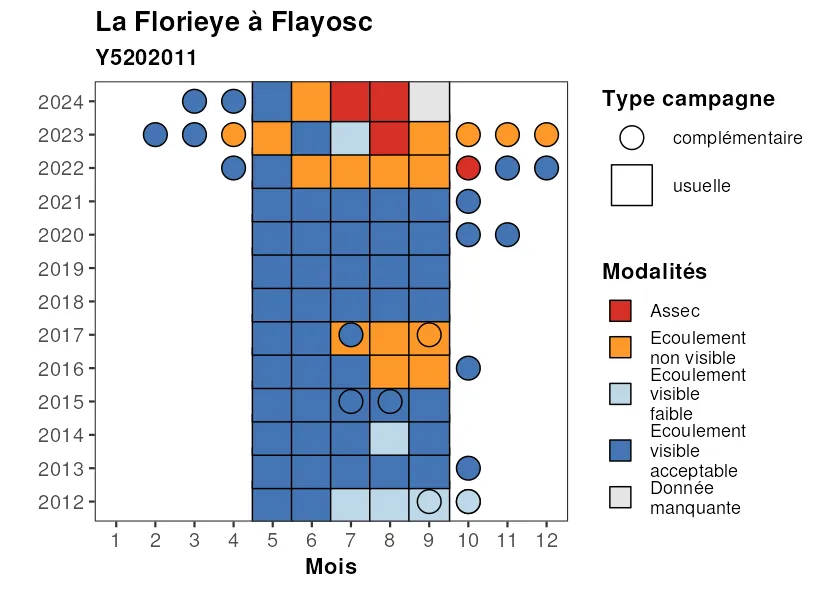 La Florieye à Flayosc
Y5202011
2024
2023
2022
2021
2020
2019
2018
2017
2016
2015
2014
2013
2012
1 2 3 4 5 6 7 8 9 10 11 12
Mois
Type campagne
complémentaire
usuelle
Modalités
Assec
Ecoulement
non visible
Ecoulement
visible
faible
Ecoulement
visible
acceptable
Donnée
manquante